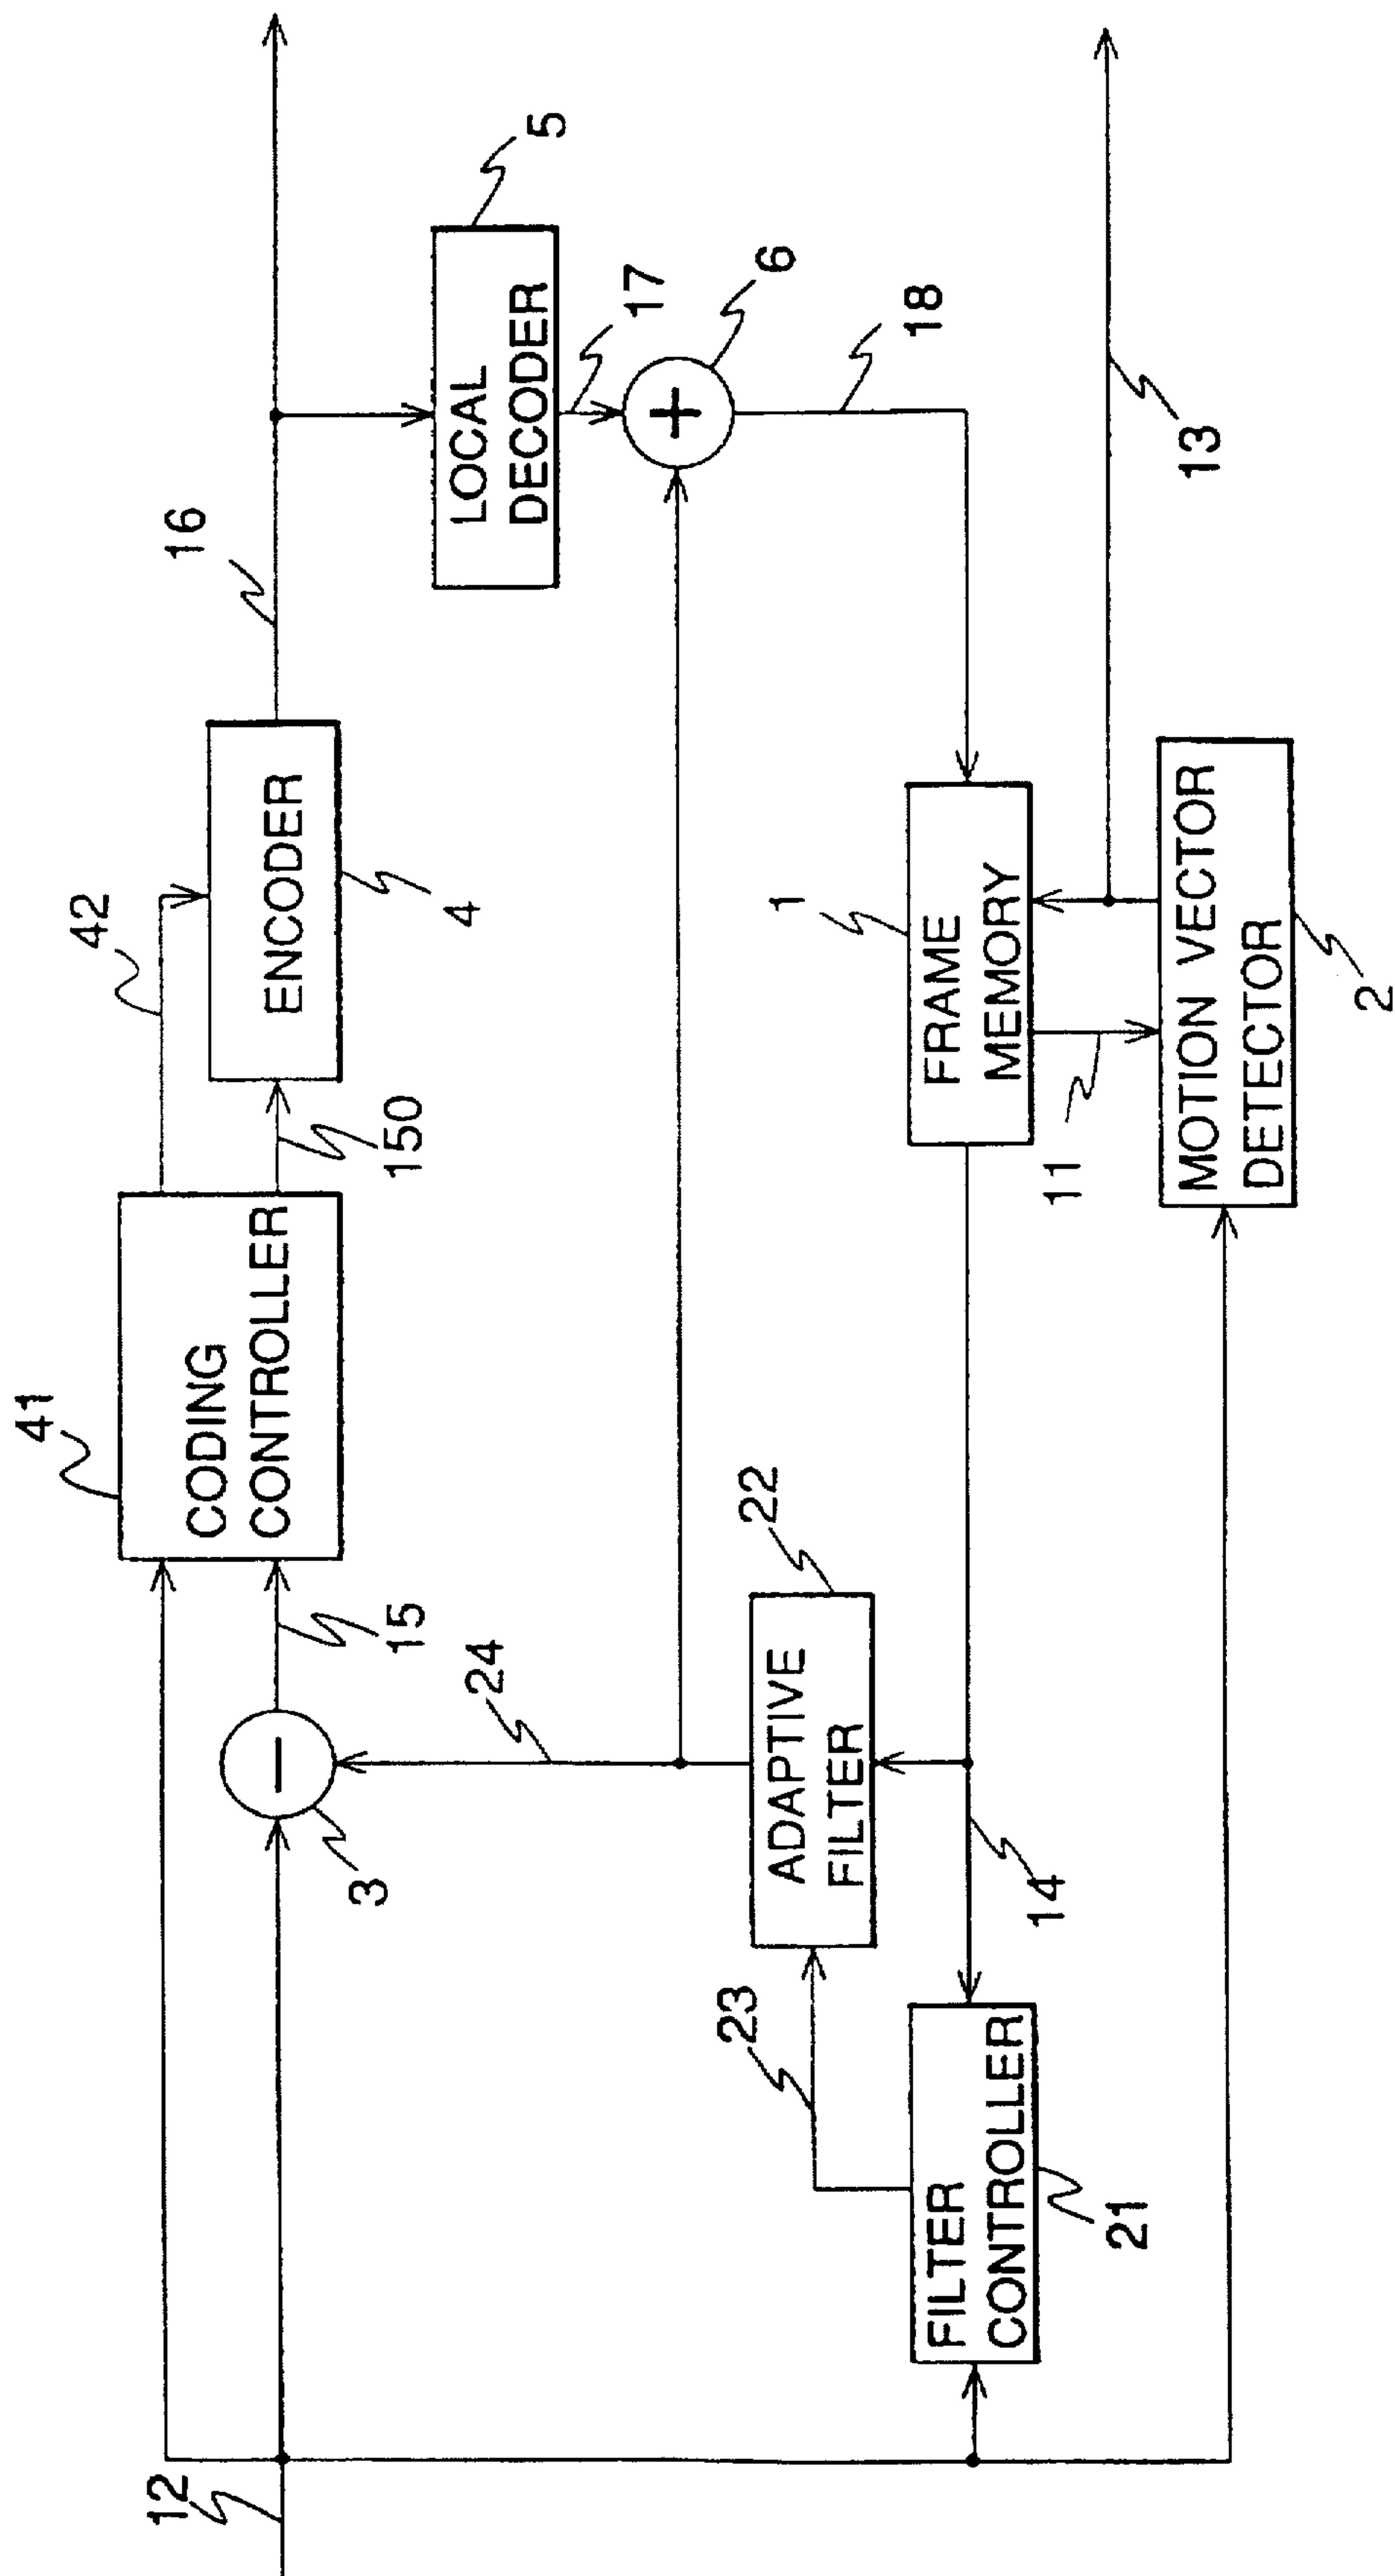 12
41
CODING
CONTROLLER
42
16
3
15
150
ENCODER
4
24
LOCAL
DECODER
5
17
6
18
23
22
ADAPTIVE
FILTER
FILTER
CONTROLLER
21
14
1
FRAME
MEMORY
11
13
MOTION VECTOR
DETECTOR
2